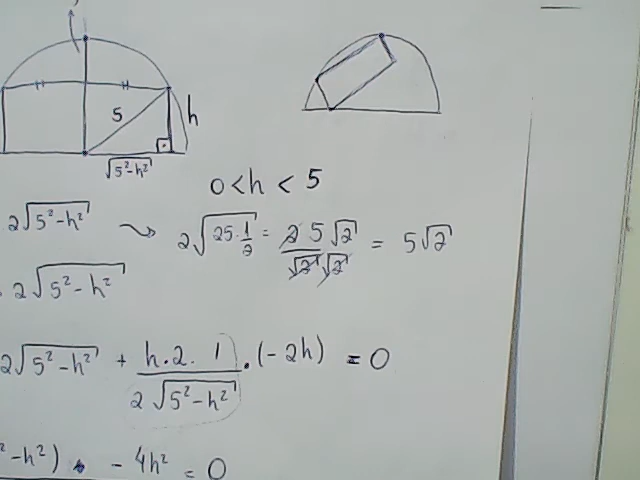 5 h
√(5²-h²)
0 < h < 5
2√(5²-h²) ⇝ 2√(25·1/2) = 2 5√2 / √2 √2 = 5√2
· 2√(5²-h²)
2√(5²-h²) + h·2·1 / 2√(5²-h²) · (-2h) = 0
²-h²) · -4h² = 0